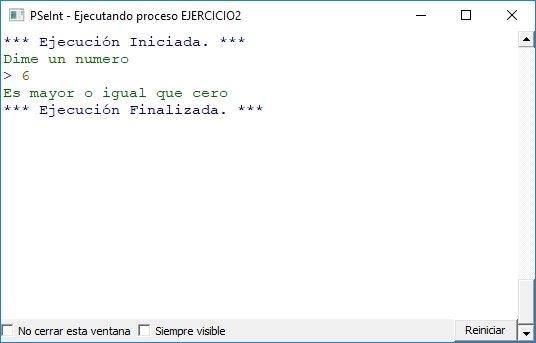 PSeInt - Ejecutando proceso EJERCICIO2
*** Ejecución Iniciada. ***
Dime un numero
> 6
Es mayor o igual que cero
*** Ejecución Finalizada. ***
No cerrar esta ventana
Siempre visible
Reiniciar